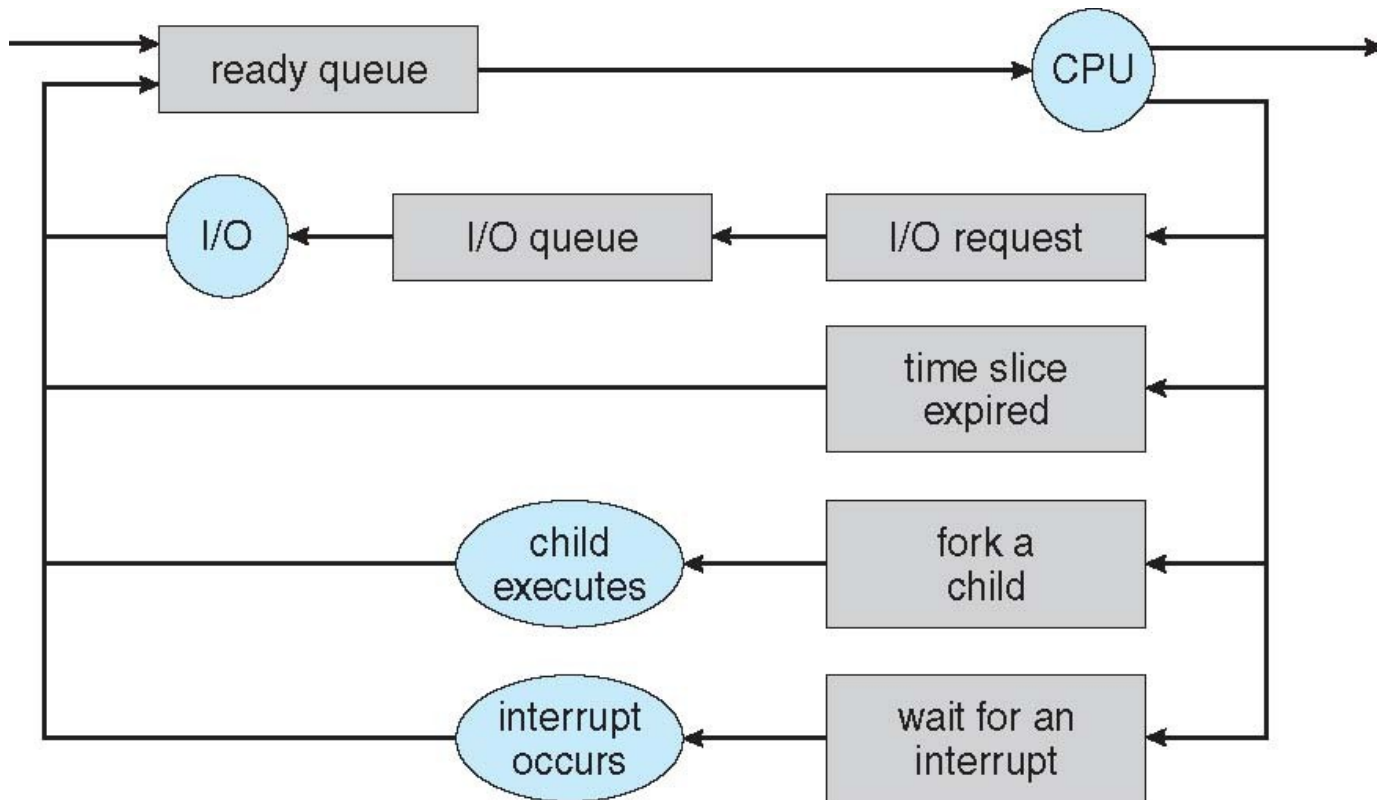 ready queue
CPU
I/O
I/O queue
I/O request
time slice
expired
child
executes
fork a
child
interrupt
occurs
wait for an
interrupt